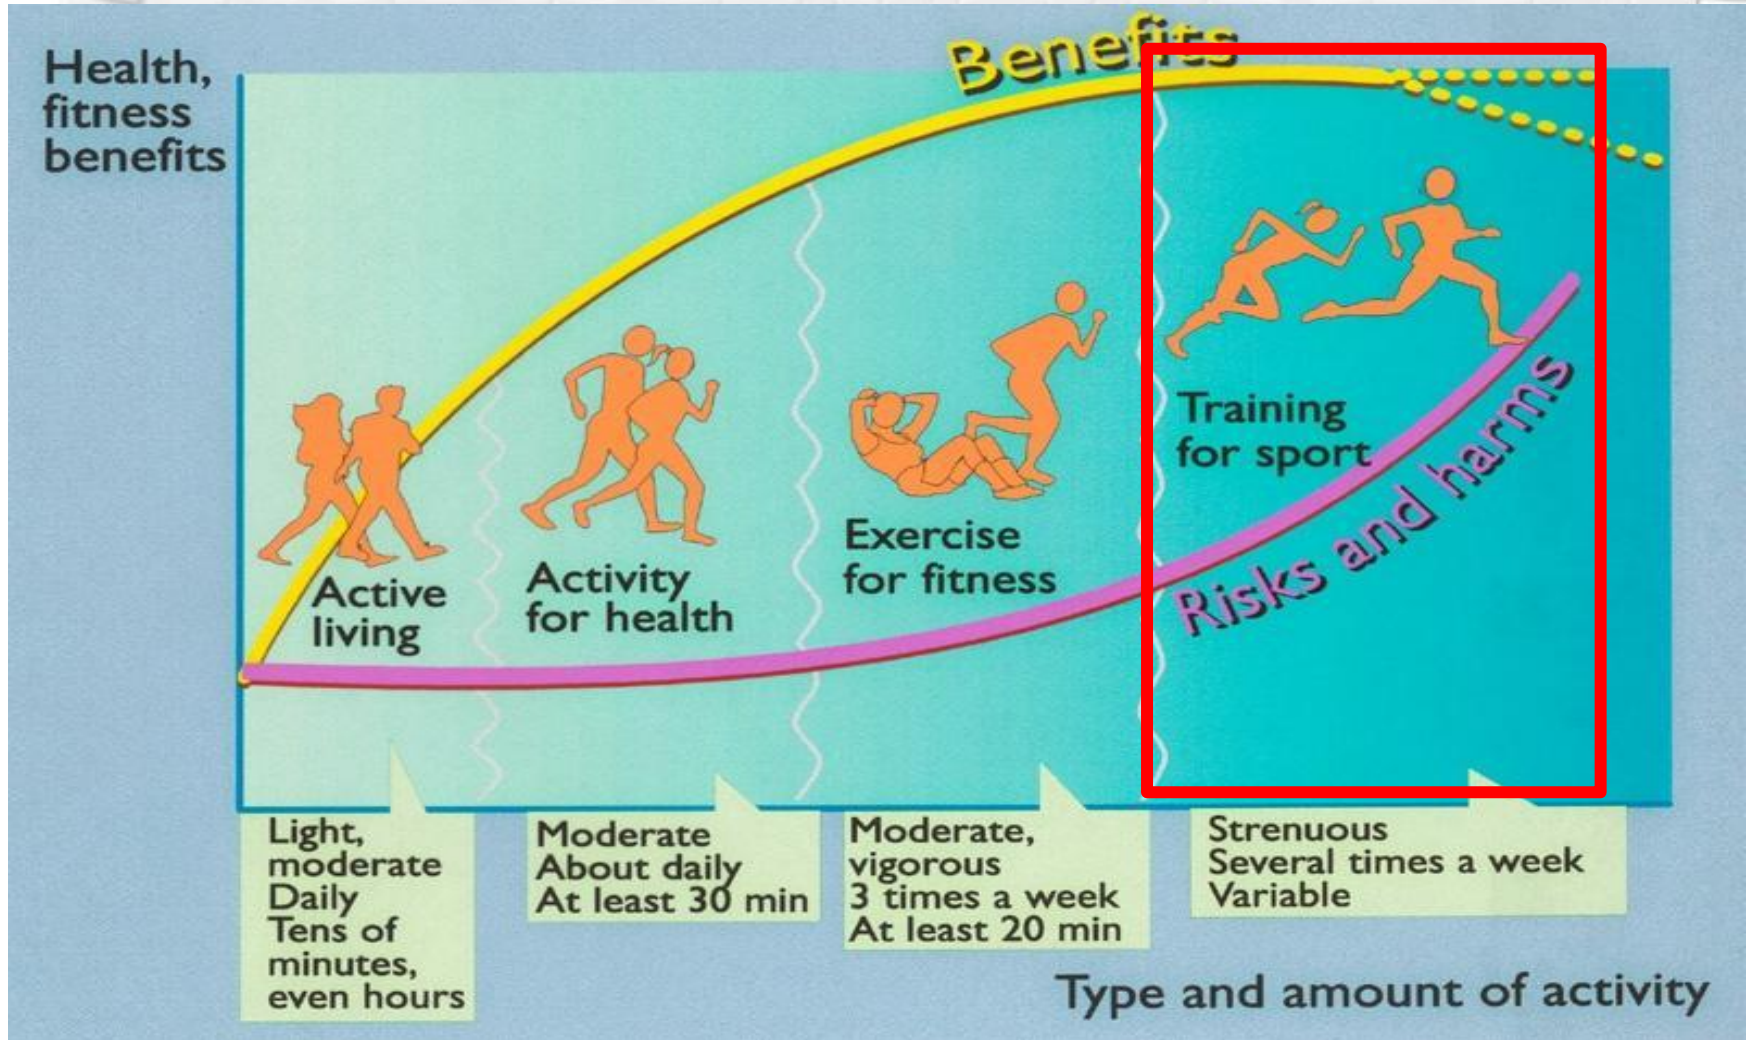 Health,
fitness
benefits
Benefits
Active
living
Activity
for health
Exercise
for fitness
Training
for sport
Risks and harms
Light,
moderate
Daily
Tens of
minutes,
even hours
Moderate
About daily
At least 30 min
Moderate,
vigorous
3 times a week
At least 20 min
Strenuous
Several times a week
Variable
Type and amount of activity